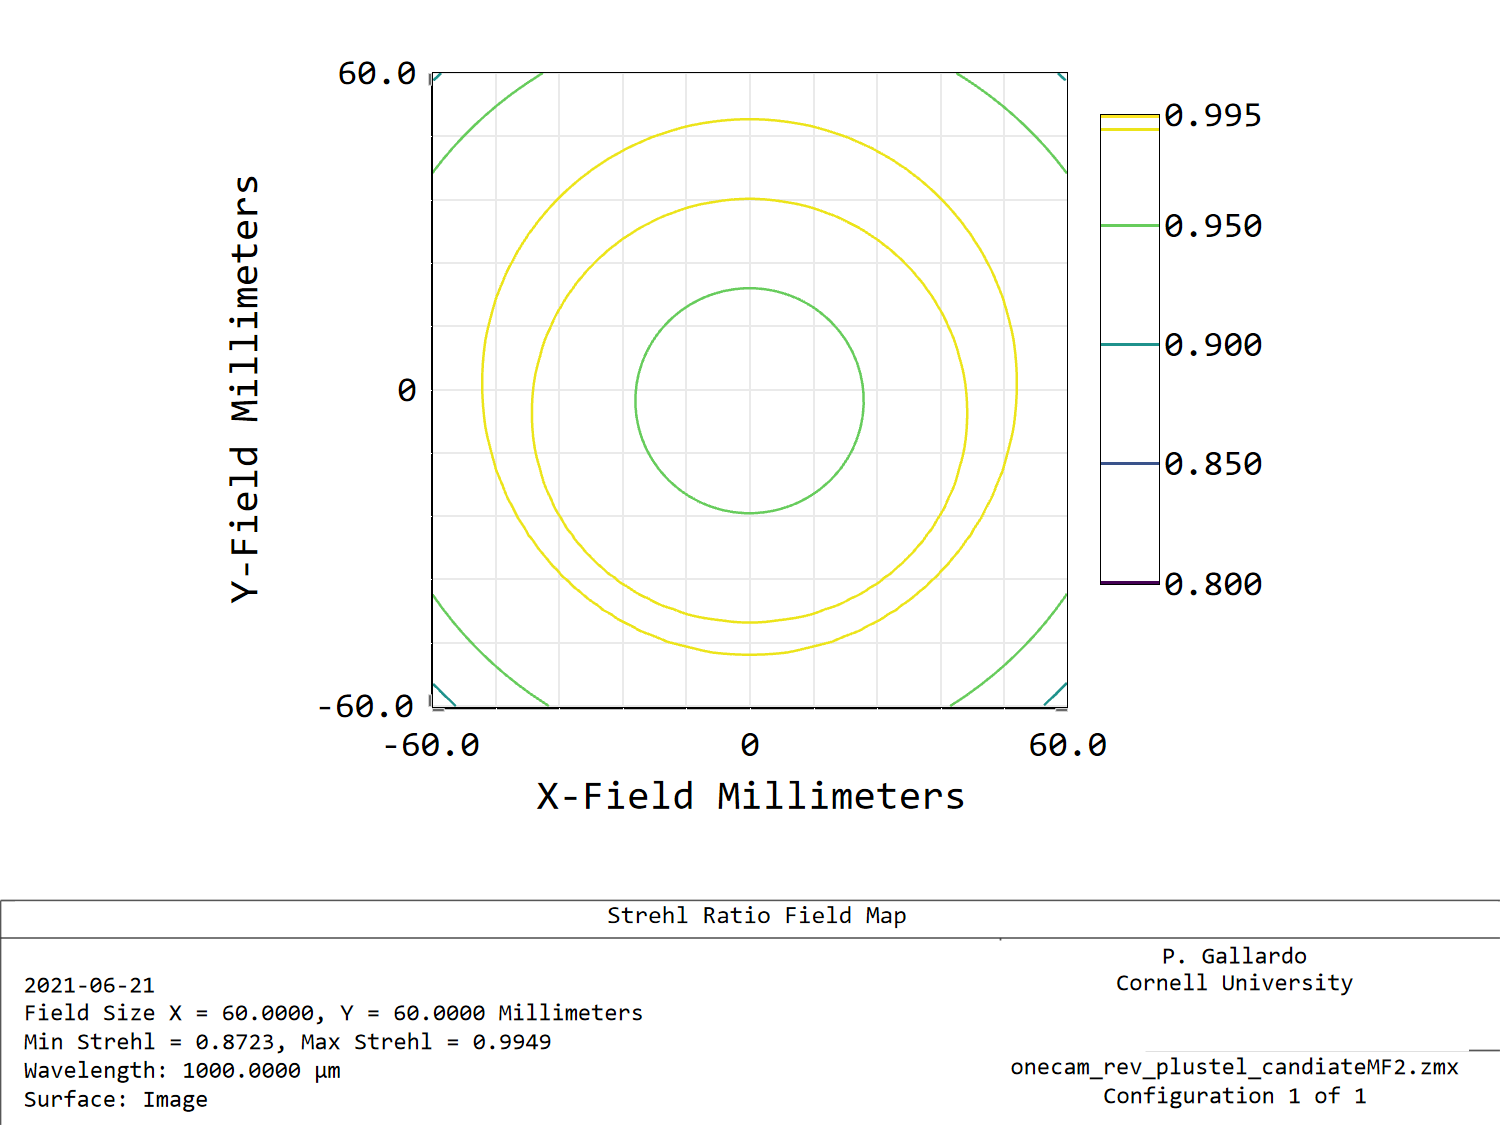 60.0
0
-60.0
Y-Field Millimeters
-60.0 0 60.0
X-Field Millimeters
0.995
0.950
0.900
0.850
0.800
Strehl Ratio Field Map
2021-06-21
Field Size X = 60.0000, Y = 60.0000 Millimeters
Min Strehl = 0.8723, Max Strehl = 0.9949
Wavelength: 1000.0000 µm
Surface: Image
P. Gallardo
Cornell University
onecam_rev_plustel_candiateMF2.zmx
Configuration 1 of 1